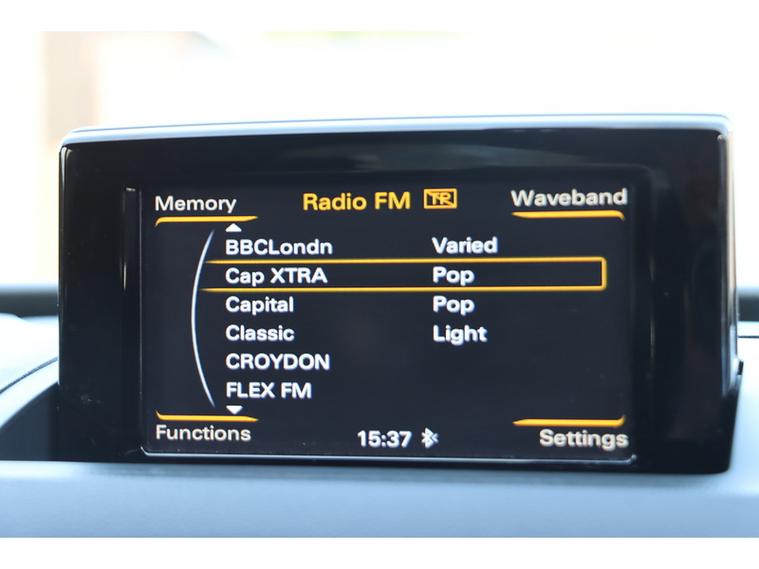 Memory Radio FM TP Waveband
BBCLondn Varied
Cap XTRA Pop
Capital Pop
Classic Light
CROYDON
FLEX FM
Functions 15:37 Settings